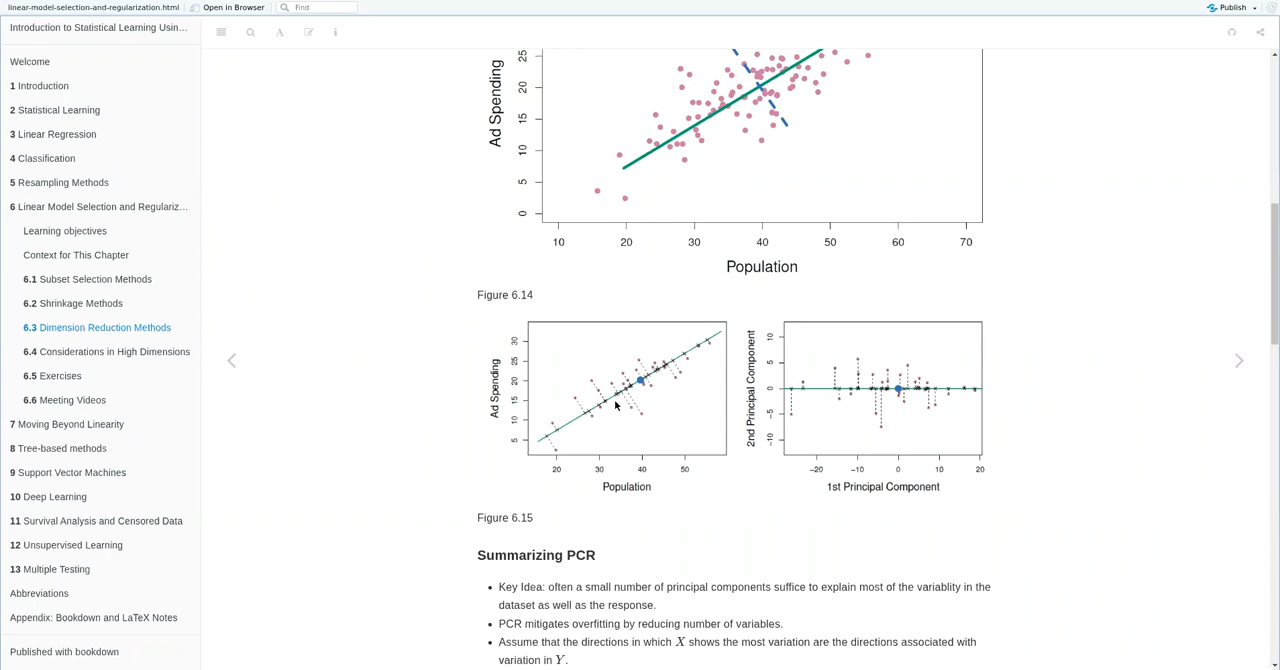 linear-model-selection-and-regularization.html
Open in Browser
Find
Publish
Introduction to Statistical Learning Usin...
Welcome
1 Introduction
2 Statistical Learning
3 Linear Regression
4 Classification
5 Resampling Methods
6 Linear Model Selection and Regulariz...
Learning objectives
Context for This Chapter
6.1 Subset Selection Methods
6.2 Shrinkage Methods
6.3 Dimension Reduction Methods
6.4 Considerations in High Dimensions
6.5 Exercises
6.6 Meeting Videos
7 Moving Beyond Linearity
8 Tree-based methods
9 Support Vector Machines
10 Deep Learning
11 Survival Analysis and Censored Data
12 Unsupervised Learning
13 Multiple Testing
Abbreviations
Appendix: Bookdown and LaTeX Notes
Published with bookdown
Ad Spending
25
20
15
10
5
0
10 20 30 40 50 60 70
Population
Figure 6.14
Ad Spending
30
25
20
15
10
5
20 30 40 50
Population
2nd Principal Component
10
5
0
−5
−10
−20 −10 0 10 20
1st Principal Component
Figure 6.15
Summarizing PCR
• Key Idea: often a small number of principal components suffice to explain most of the variablity in the
dataset as well as the response.
• PCR mitigates overfitting by reducing number of variables.
• Assume that the directions in which X shows the most variation are the directions associated with
variation in Y.